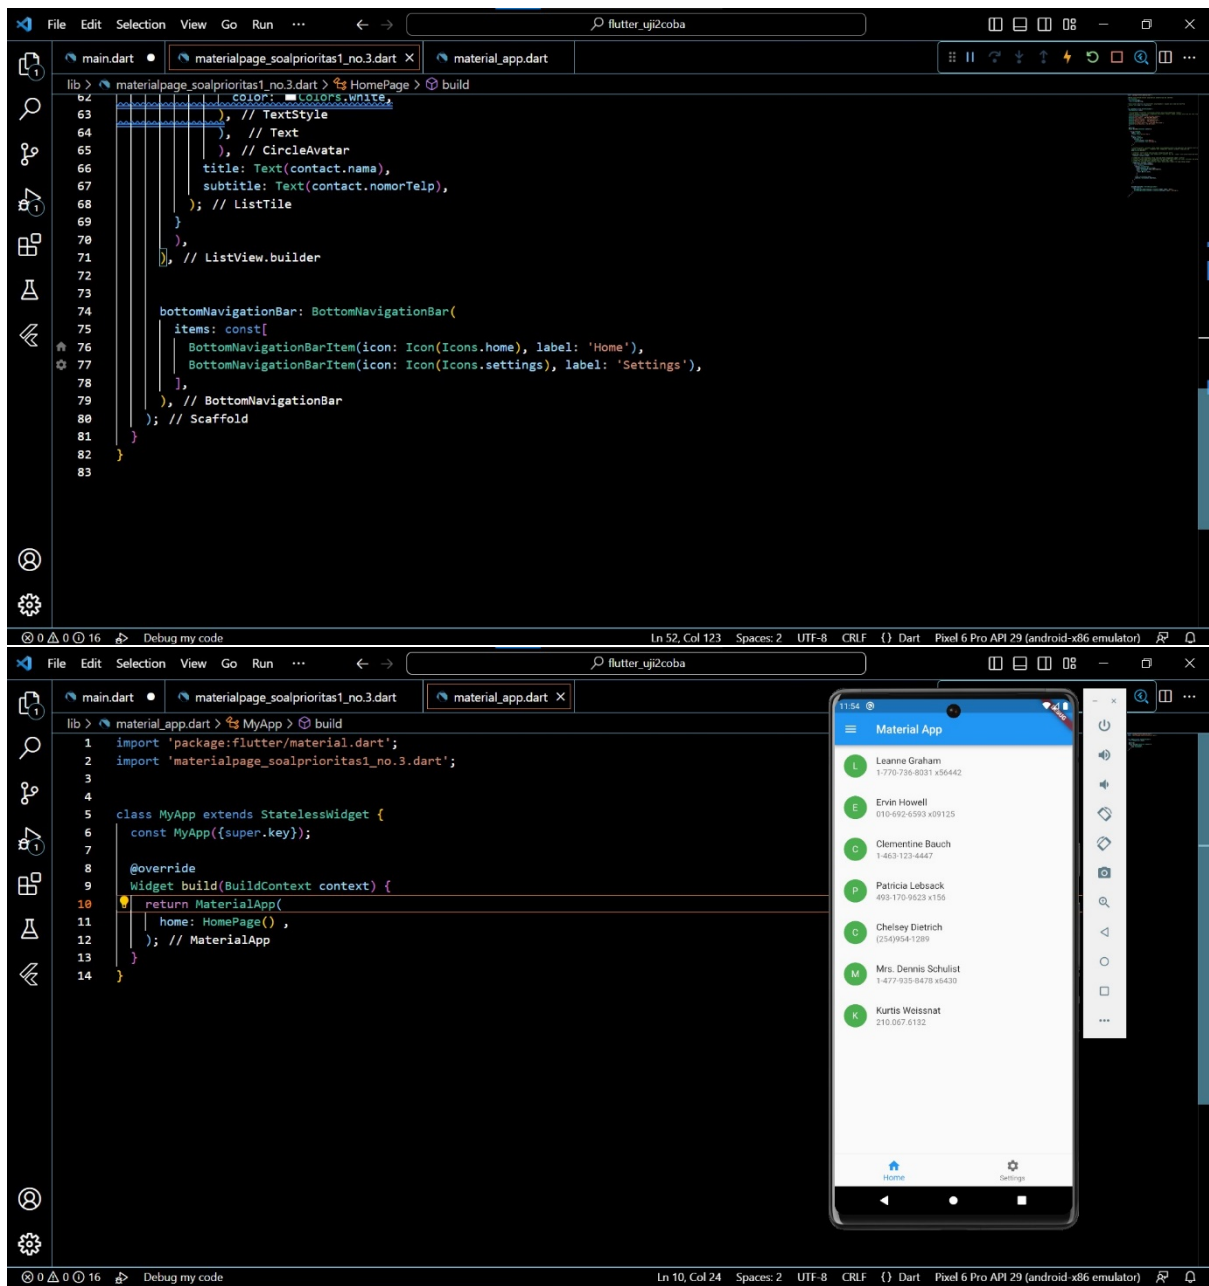 File Edit Selection View Go Run ··· flutter_uji2coba
main.dart materialpage_soalprioritas1_no.3.dart material_app.dart
lib > materialpage_soalprioritas1_no.3.dart > HomePage > build
62 color: Colors.white,
63 ), // TextStyle
64 ), // Text
65 ), // CircleAvatar
66 title: Text(contact.nama),
67 subtitle: Text(contact.nomorTelp),
68 ); // ListTile
69 }
70 ),
71 ), // ListView.builder
72
73
74 bottomNavigationBar: BottomNavigationBar(
75 items: const[
76 BottomNavigationBarItem(icon: Icon(Icons.home), label: 'Home'),
77 BottomNavigationBarItem(icon: Icon(Icons.settings), label: 'Settings'),
78 ],
79 ), // BottomNavigationBar
80 ); // Scaffold
81 }
82 }
83
0 0 16 Debug my code Ln 52, Col 123 Spaces: 2 UTF-8 CRLF {} Dart Pixel 6 Pro API 29 (android-x86 emulator)
File Edit Selection View Go Run ··· flutter_uji2coba
main.dart materialpage_soalprioritas1_no.3.dart material_app.dart
lib > material_app.dart > MyApp > build
1 import 'package:flutter/material.dart';
2 import 'materialpage_soalprioritas1_no.3.dart';
3
4
5 class MyApp extends StatelessWidget {
6 const MyApp({super.key});
7
8 @override
9 Widget build(BuildContext context) {
10 return MaterialApp(
11 home: HomePage() ,
12 ); // MaterialApp
13 }
14 }
11:54
Material App
L Leanne Graham
1-770-736-8031 x56442
E Ervin Howell
010-692-6593 x09125
C Clementine Bauch
1-463-123-4447
P Patricia Lebsack
493-170-9623 x156
C Chelsey Dietrich
(254)954-1289
M Mrs. Dennis Schulist
1-477-935-8478 x6430
K Kurtis Weissnat
210.067.6132
Home Settings
0 0 16 Debug my code Ln 10, Col 24 Spaces: 2 UTF-8 CRLF {} Dart Pixel 6 Pro API 29 (android-x86 emulator)